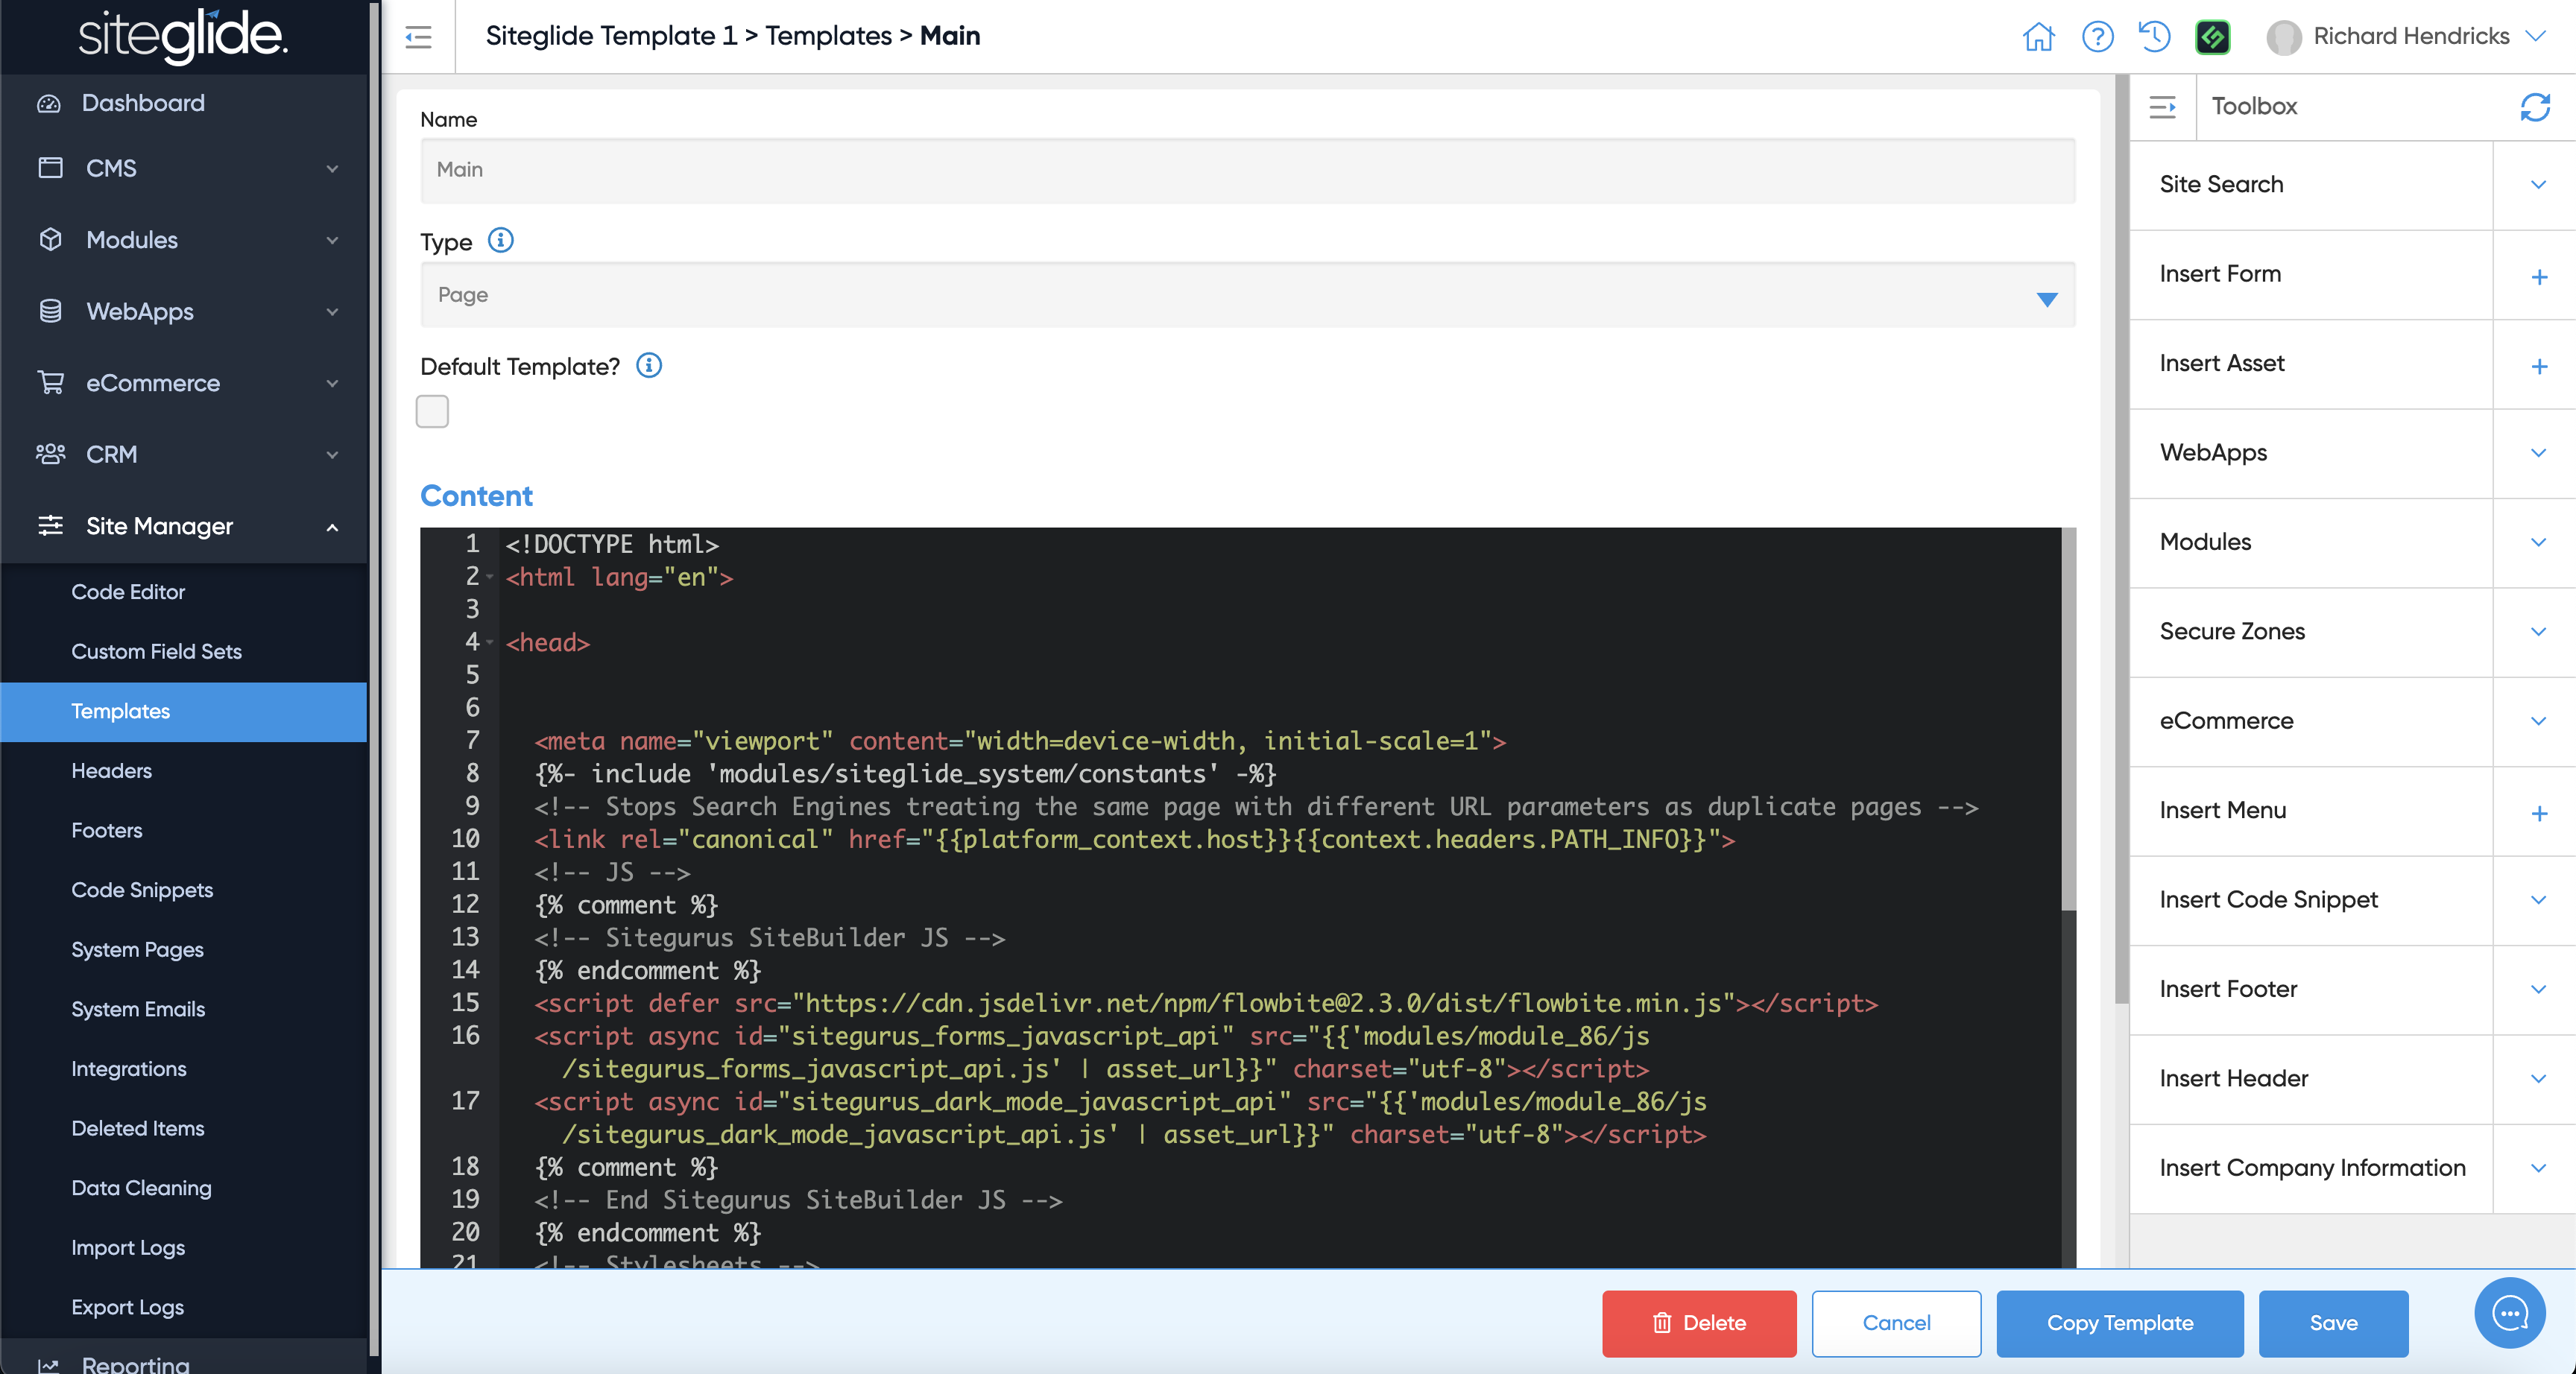 siteglide.
Siteglide Template 1 > Templates > Main
Richard Hendricks
Dashboard
CMS
Modules
WebApps
eCommerce
CRM
Site Manager
Code Editor
Custom Field Sets
Templates
Headers
Footers
Code Snippets
System Pages
System Emails
Integrations
Deleted Items
Data Cleaning
Import Logs
Export Logs
Reporting
Name
Main
Type
Page
Default Template?
Content
1 <!DOCTYPE html>
2 <html lang="en">
3
4 <head>
5
6
7 <meta name="viewport" content="width=device-width, initial-scale=1">
8 {%- include 'modules/siteglide_system/constants' -%}
9 <!-- Stops Search Engines treating the same page with different URL parameters as duplicate pages -->
10 <link rel="canonical" href="{{platform_context.host}}{{context.headers.PATH_INFO}}">
11 <!-- JS -->
12 {% comment %}
13 <!-- Sitegurus SiteBuilder JS -->
14 {% endcomment %}
15 <script defer src="https://cdn.jsdelivr.net/npm/flowbite@2.3.0/dist/flowbite.min.js"></script>
16 <script async id="sitegurus_forms_javascript_api" src="{{'modules/module_86/js
/sitegurus_forms_javascript_api.js' | asset_url}}" charset="utf-8"></script>
17 <script async id="sitegurus_dark_mode_javascript_api" src="{{'modules/module_86/js
/sitegurus_dark_mode_javascript_api.js' | asset_url}}" charset="utf-8"></script>
18 {% comment %}
19 <!-- End Sitegurus SiteBuilder JS -->
20 {% endcomment %}
21 <!-- Stylesheets -->
Delete
Cancel
Copy Template
Save
Toolbox
Site Search
Insert Form
Insert Asset
WebApps
Modules
Secure Zones
eCommerce
Insert Menu
Insert Code Snippet
Insert Footer
Insert Header
Insert Company Information